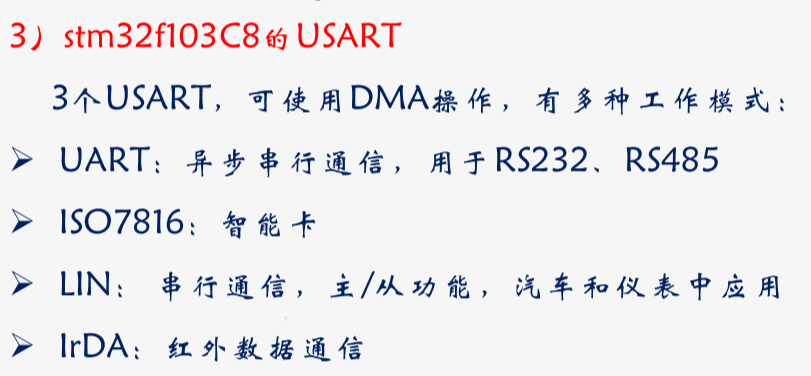 3）stm32f103C8的USART
3个USART，可使用DMA操作，有多种工作模式：
➢ UART：异步串行通信，用于RS232、RS485
➢ ISO7816：智能卡
➢ LIN： 串行通信，主/从功能，汽车和仪表中应用
➢ IrDA：红外数据通信